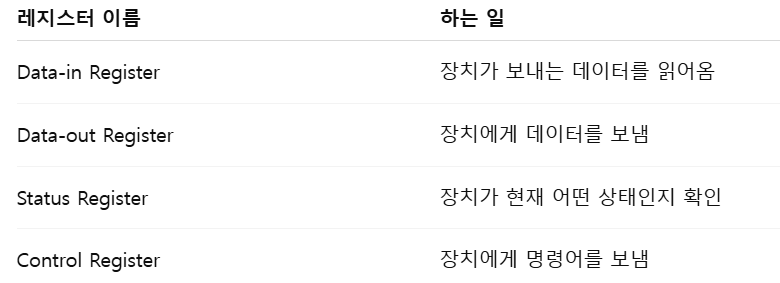 레지스터 이름 하는 일
Data-in Register 장치가 보내는 데이터를 읽어옴
Data-out Register 장치에게 데이터를 보냄
Status Register 장치가 현재 어떤 상태인지 확인
Control Register 장치에게 명령어를 보냄